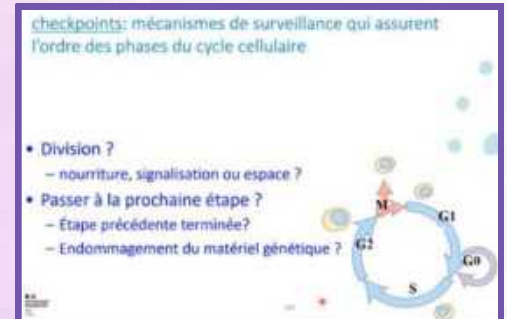 checkpoints: mécanismes de surveillance qui assurent
l'ordre des phases du cycle cellulaire
• Division ?
– nourriture, signalisation ou espace ?
• Passer à la prochaine étape ?
– Étape précédente terminée?
– Endommagement du matériel génétique ?
M
G1
G2
G0
S